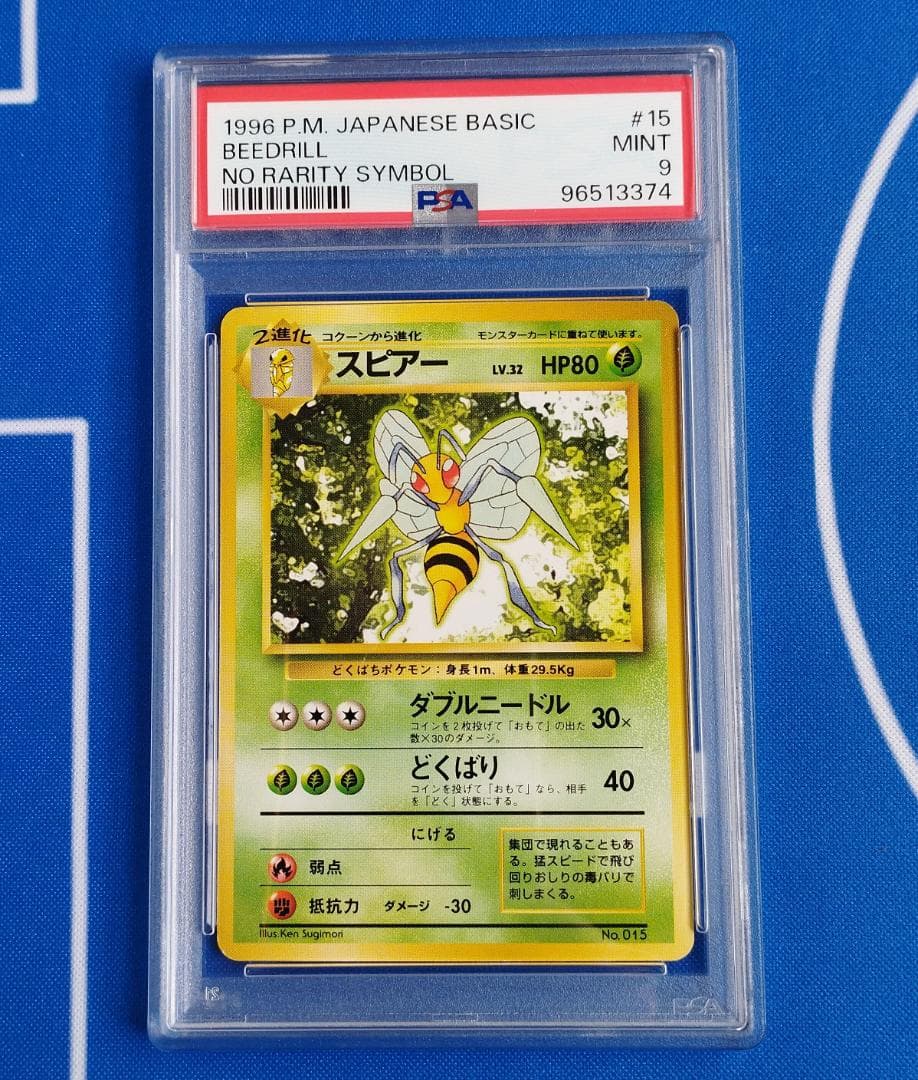 1996 P.M. JAPANESE BASIC #15
BEEDRILL MINT
NO RARITY SYMBOL 9
PSA 96513374
2進化 コクーンから進化 モンスターカードに重ねて使います。
スピアー LV.32 HP80
どくばちポケモン：身長1m、体重29.5Kg
ダブルニードル 30×
コインを2枚投げて「おもて」の出た
数×30のダメージ。
どくばり 40
コインを投げて「おもて」なら、相手
を「どく」状態にする。
にげる
弱点
抵抗力 ダメージ -30
集団で現れることもあ
る。猛スピードで飛び
回りおしりの毒バリで
刺しまくる。
Illus.Ken Sugimori No.015
PSA